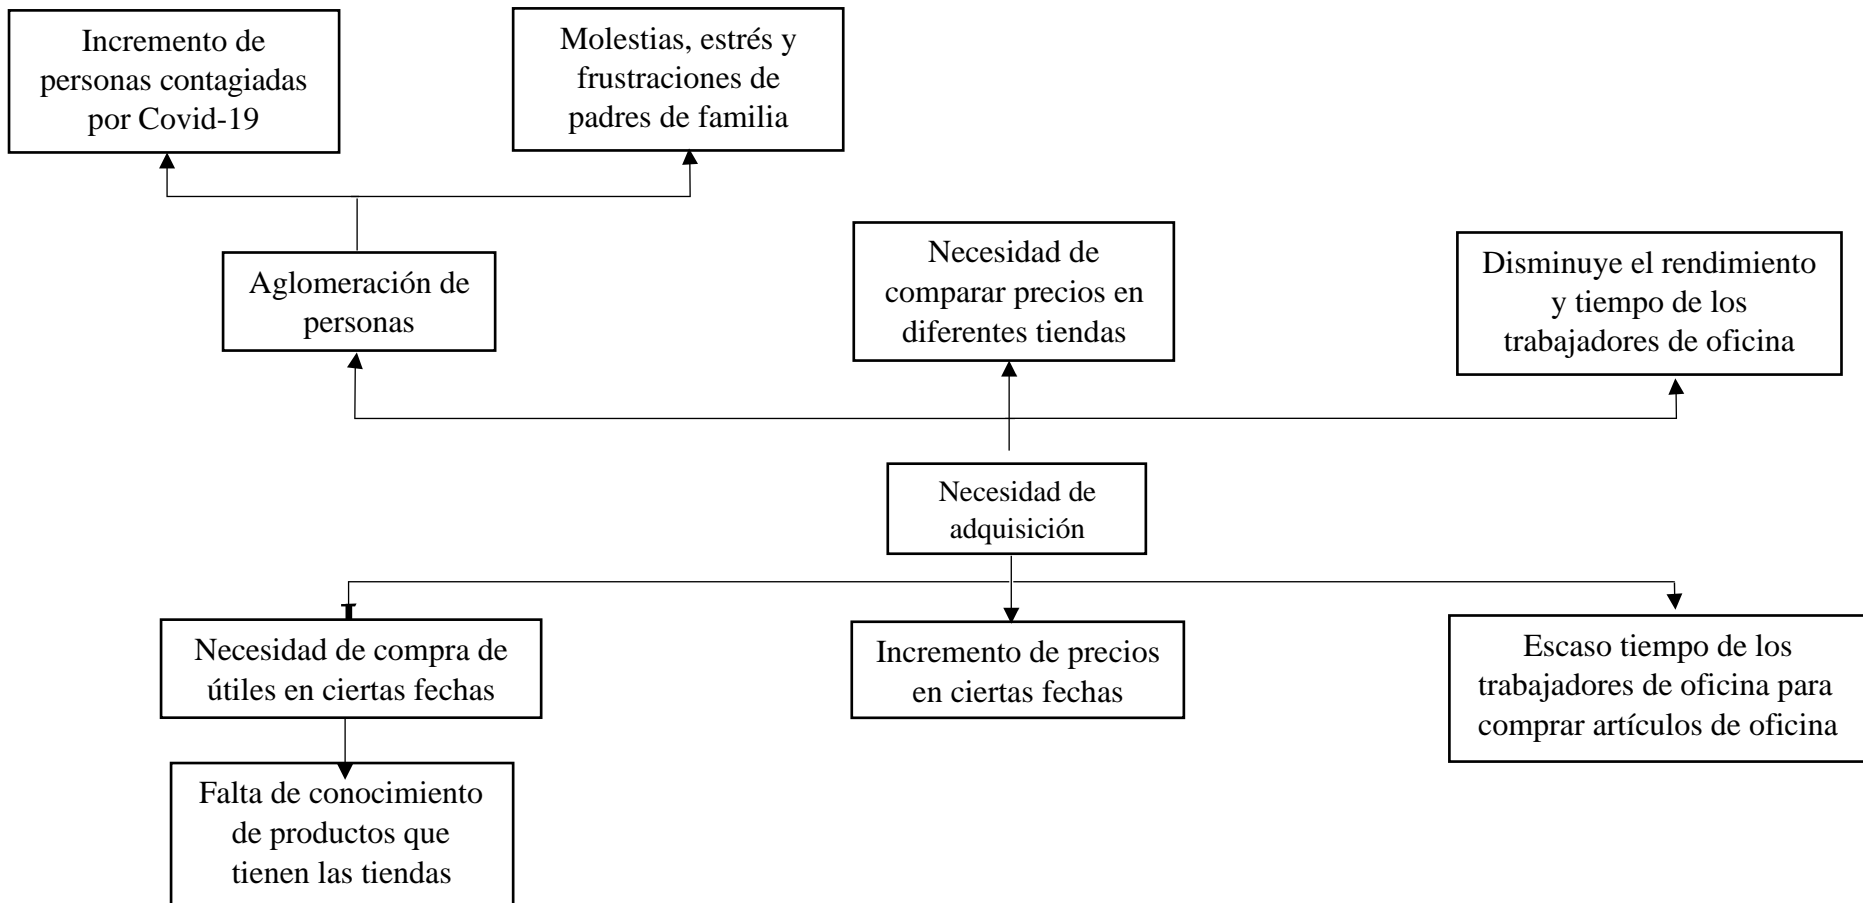 Incremento de
personas contagiadas
por Covid-19
Molestias, estrés y
frustraciones de
padres de familia
Aglomeración de
personas
Necesidad de
comparar precios en
diferentes tiendas
Disminuye el rendimiento
y tiempo de los
trabajadores de oficina
Necesidad de
adquisición
Necesidad de compra de
útiles en ciertas fechas
Incremento de precios
en ciertas fechas
Escaso tiempo de los
trabajadores de oficina para
comprar artículos de oficina
Falta de conocimiento
de productos que
tienen las tiendas